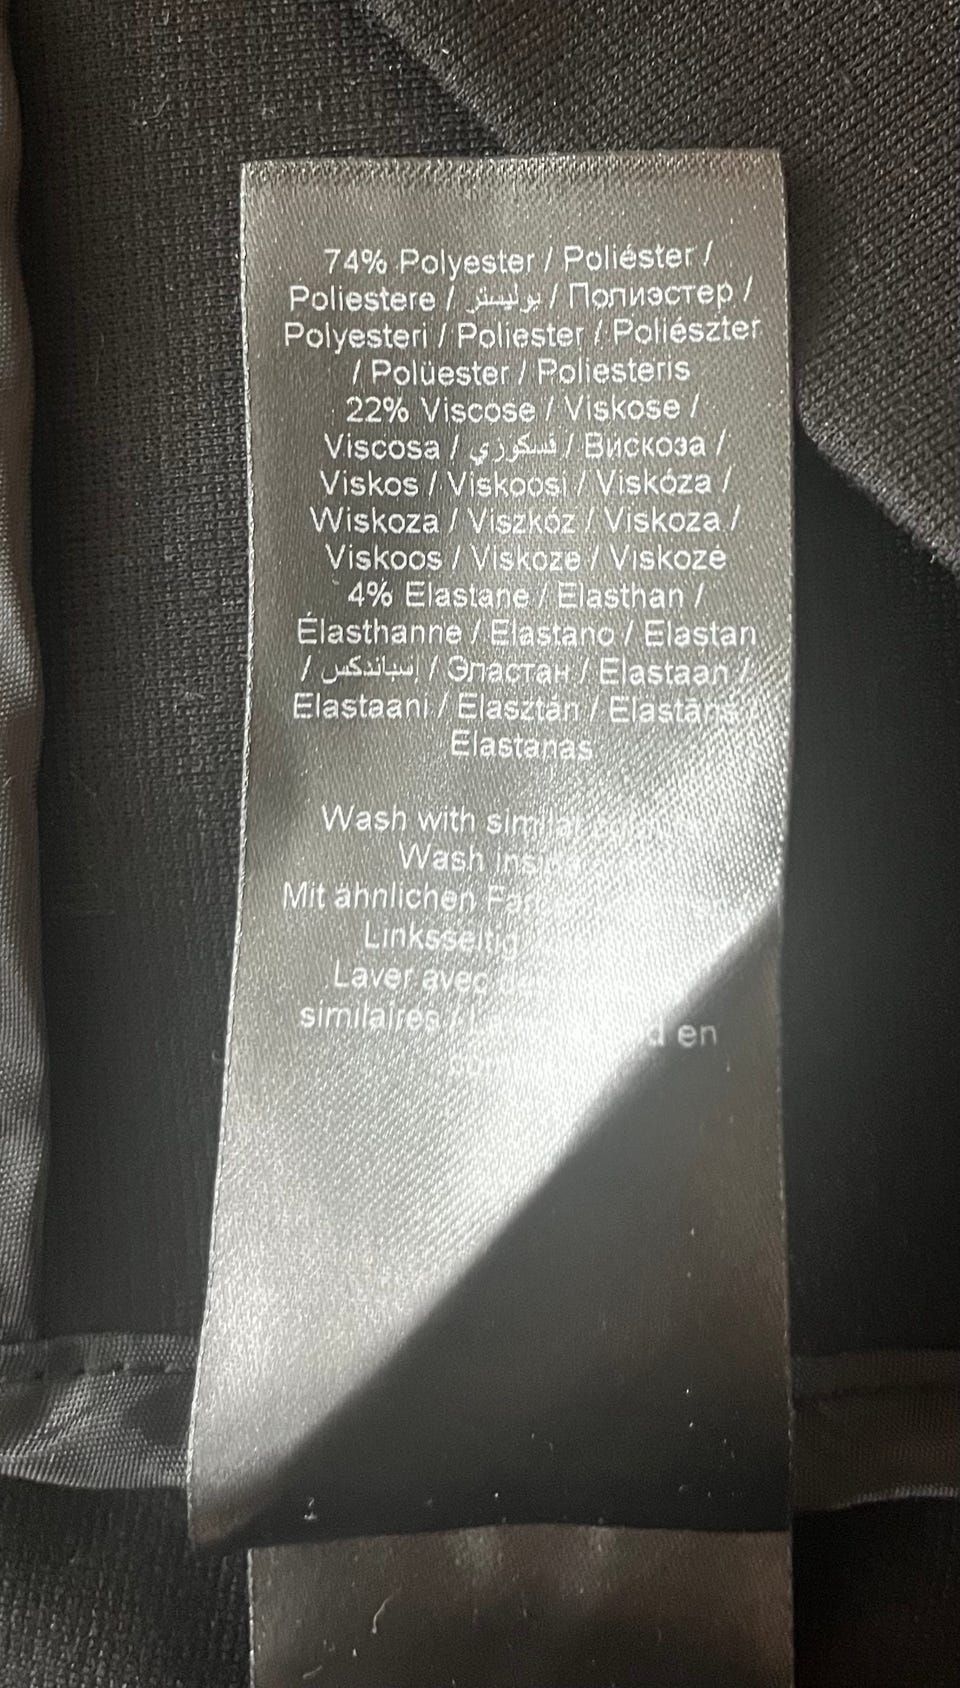 74% Polyester / Poliéster /
Poliestere / بوليستر / Полиэстер /
Polyesteri / Poliester / Poliészter
/ Polüester / Poliesteris
22% Viscose / Viskose /
Viscosa / فسكوزي / Вискоза /
Viskos / Viskoosi / Viskóza /
Wiskoza / Viszkóz / Viskoza /
Viskoos / Viskoze / Viskozė
4% Elastane / Elasthan /
Élasthanne / Elastano / Elastan
/ إسباندكس / Эластан / Elastaan /
Elastaani / Elasztán / Elastāns /
Elastanas
Wash with similar colours
Wash
Mit ähnlichen
Linksseitig
Laver avec
similaires /
en